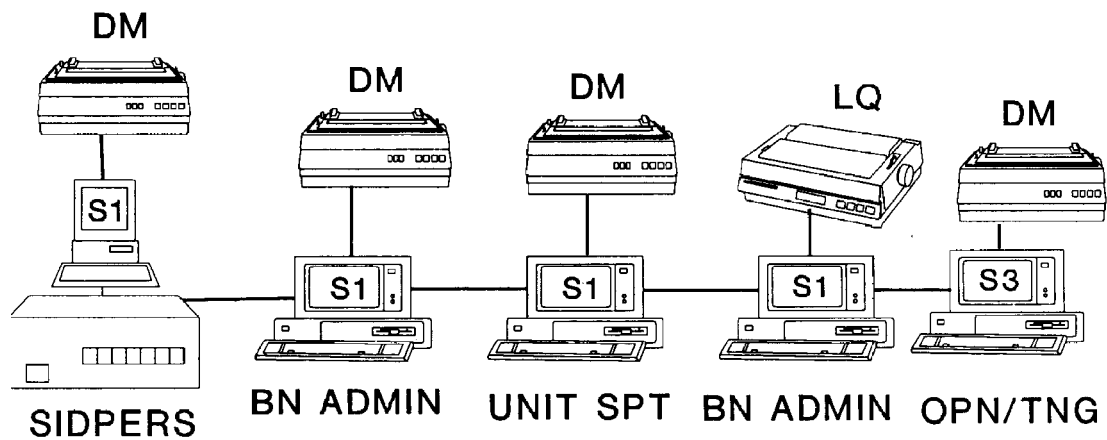 DM
DM
DM
LQ
DM
S1
S1
S1
S1
S3
SIDPERS
BN ADMIN
UNIT SPT
BN ADMIN
OPN/TNG